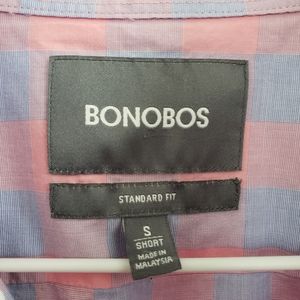 BONOBOS
STANDARD FIT
S
SHORT
MADE IN
MALAYSIA